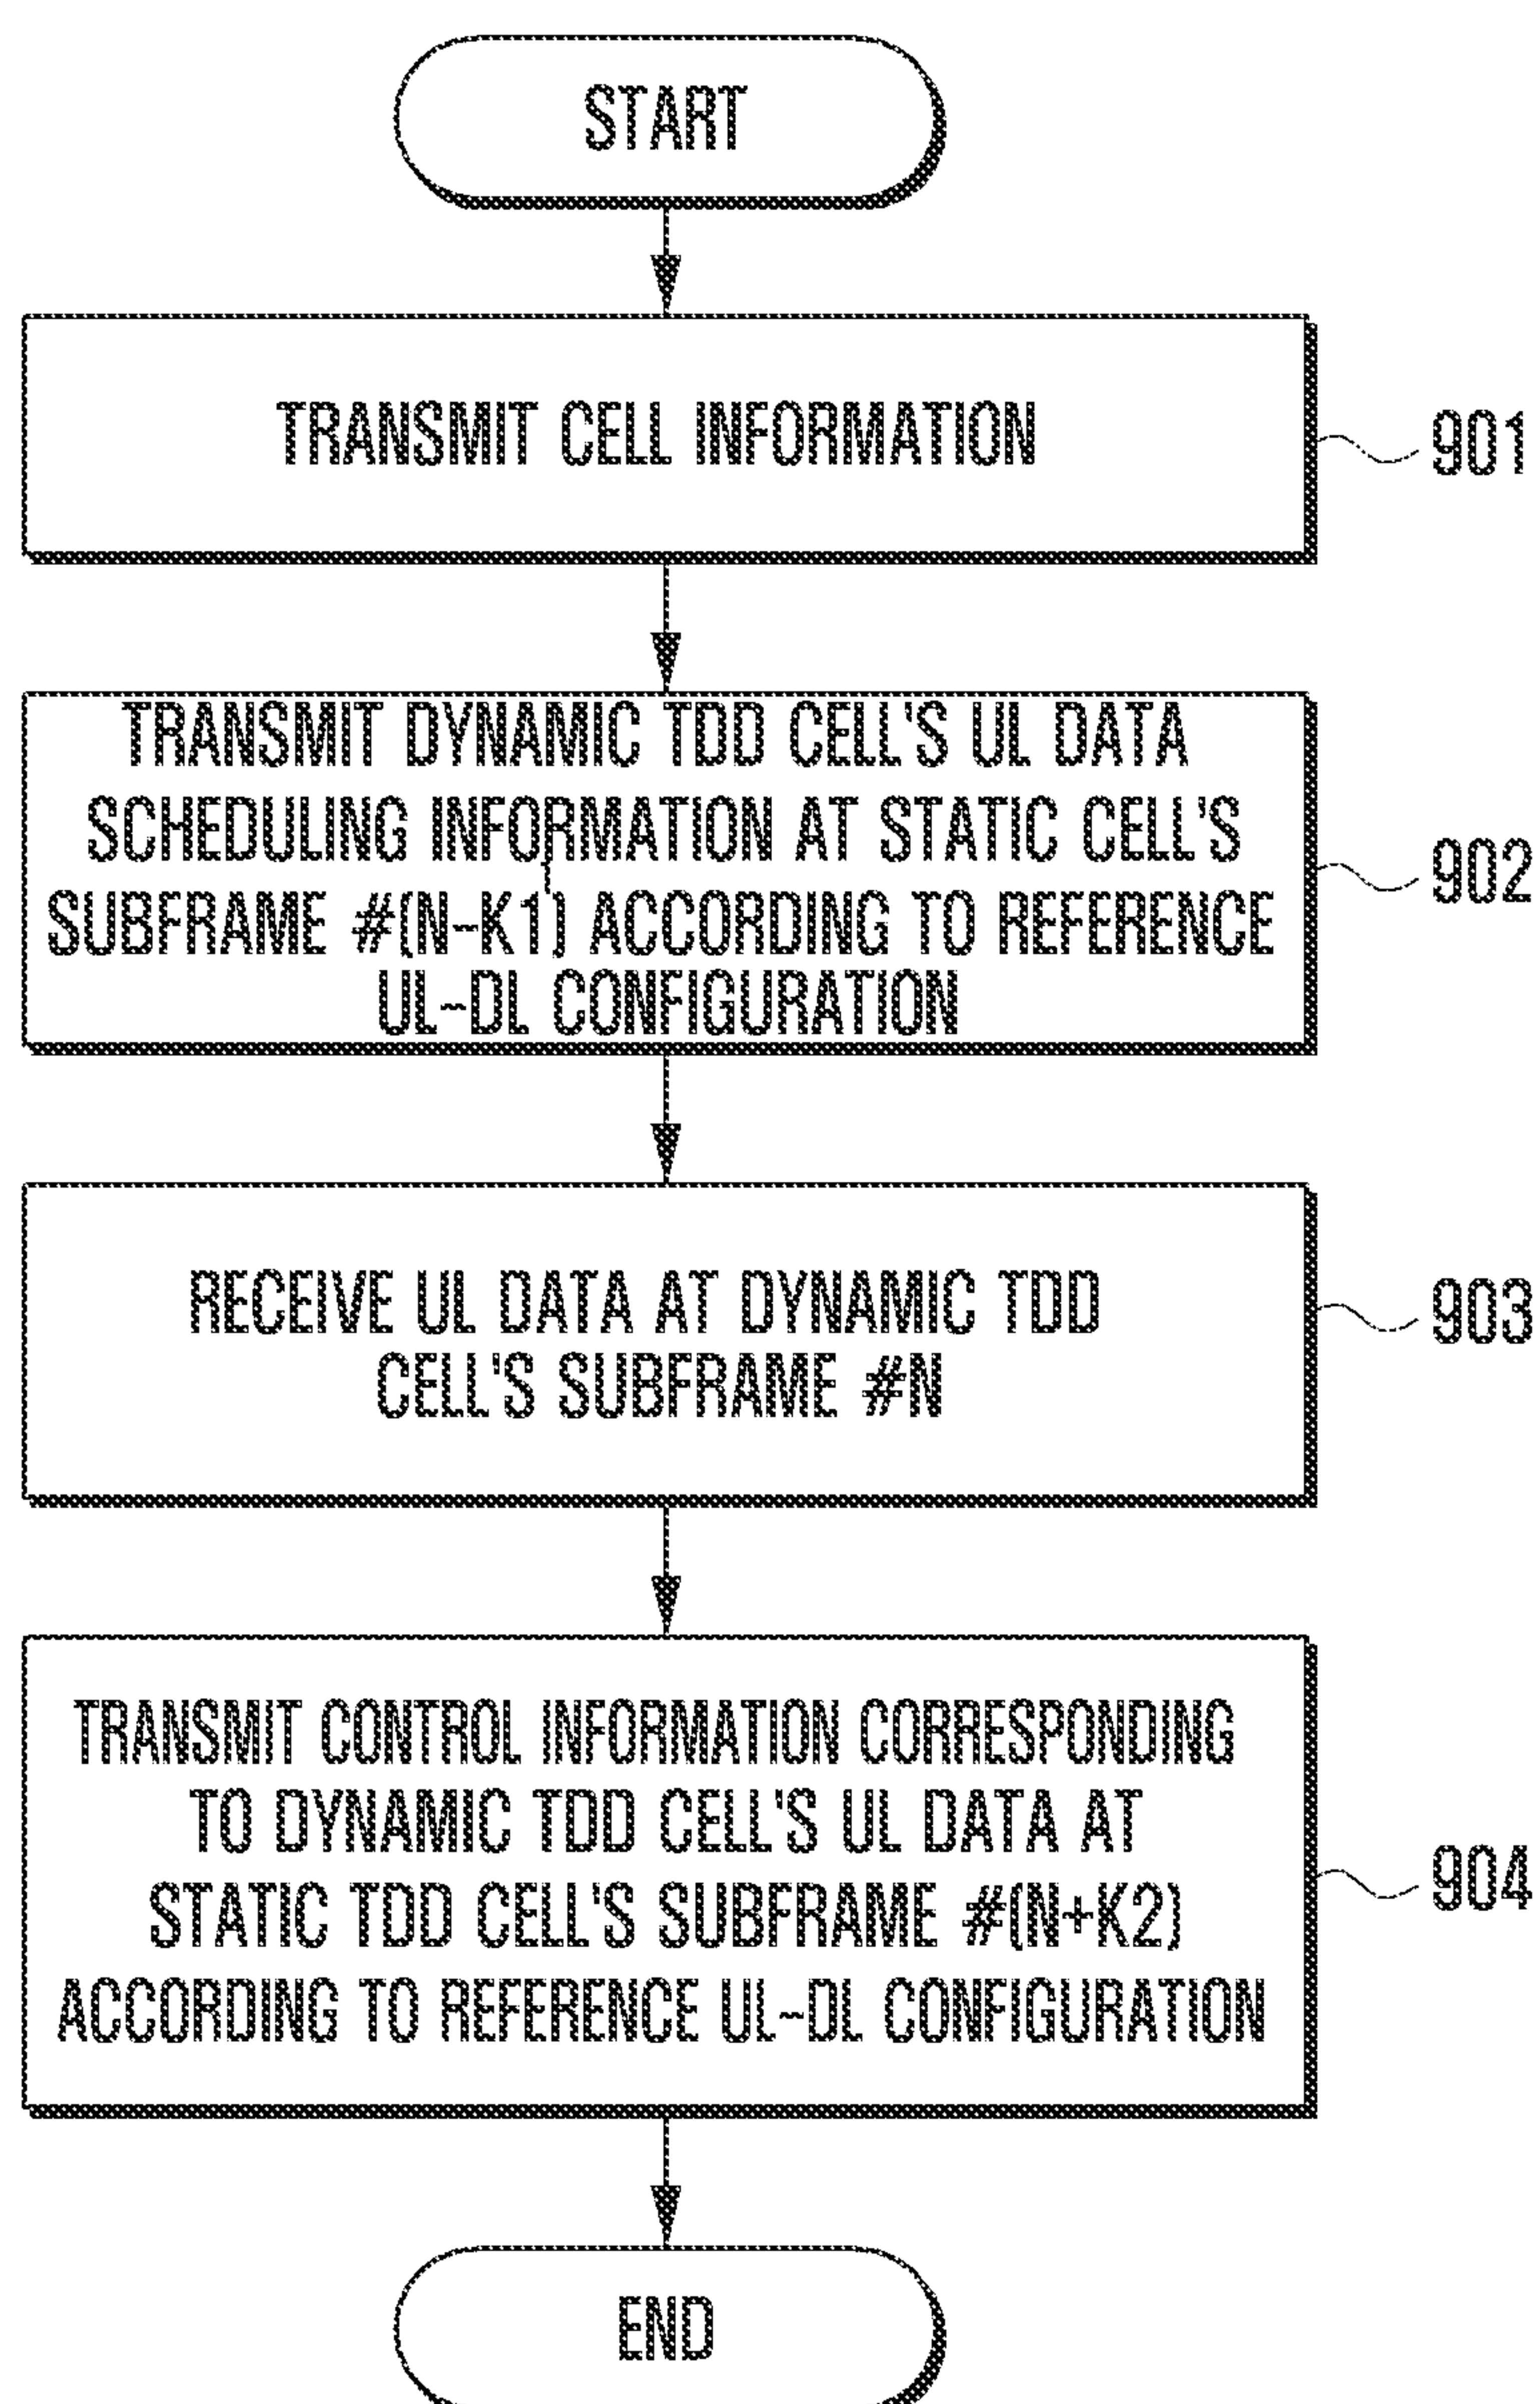 START
TRANSMIT CELL INFORMATION
901
TRANSMIT DYNAMIC TDD CELL'S UL DATA
SCHEDULING INFORMATION AT STATIC CELL'S
SUBFRAME #(N-K1) ACCORDING TO REFERENCE
UL-DL CONFIGURATION
902
RECEIVE UL DATA AT DYNAMIC TDD
CELL'S SUBFRAME #N
903
TRANSMIT CONTROL INFORMATION CORRESPONDING
TO DYNAMIC TDD CELL'S UL DATA AT
STATIC TDD CELL'S SUBFRAME #(N+K2)
ACCORDING TO REFERENCE UL-DL CONFIGURATION
904
END